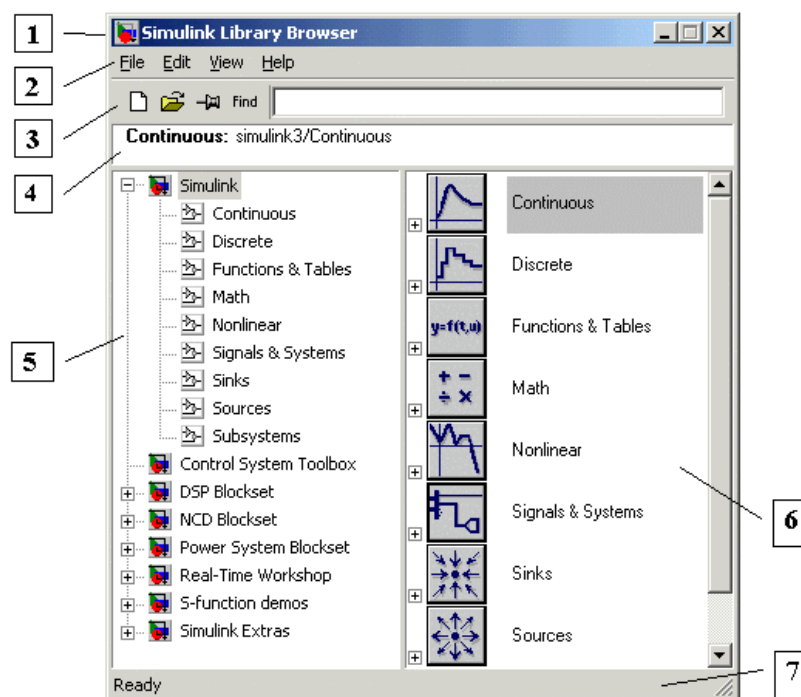 1
Simulink Library Browser
2
File Edit View Help
3
Find
4
Continuous: simulink3/Continuous
5
Simulink
Continuous
Discrete
Functions & Tables
Math
Nonlinear
Signals & Systems
Sinks
Sources
Subsystems
Control System Toolbox
DSP Blockset
NCD Blockset
Power System Blockset
Real-Time Workshop
S-function demos
Simulink Extras
Continuous
Discrete
y=f(t,u)
Functions & Tables
Math
Nonlinear
Signals & Systems
Sinks
Sources
6
Ready
7